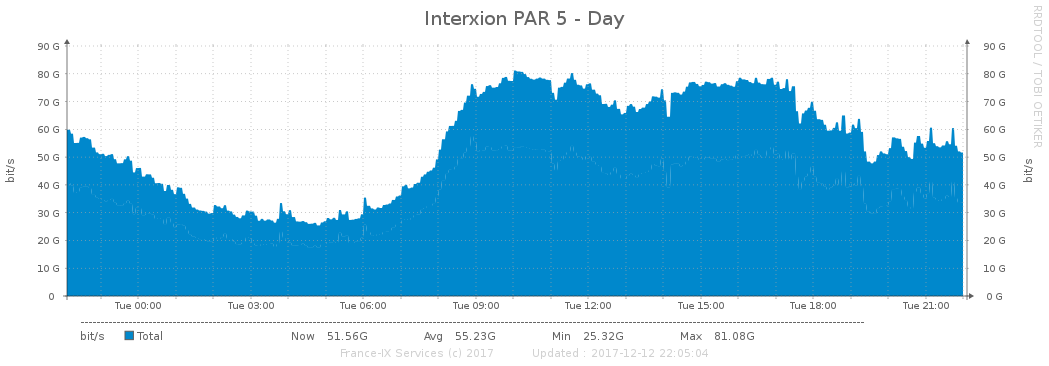 Interxion PAR 5 - Day
RRDTOOL / TOBI OETIKER
bit/s
bit/s
90 G 90 G
80 G 80 G
70 G 70 G
60 G 60 G
50 G 50 G
40 G 40 G
30 G 30 G
20 G 20 G
10 G 10 G
0 0 G
Tue 00:00 Tue 03:00 Tue 06:00 Tue 09:00 Tue 12:00 Tue 15:00 Tue 18:00 Tue 21:00
bit/s Total Now 51.56G Avg 55.23G Min 25.32G Max 81.08G
France-IX Services (c) 2017 Updated : 2017-12-12 22:05:04